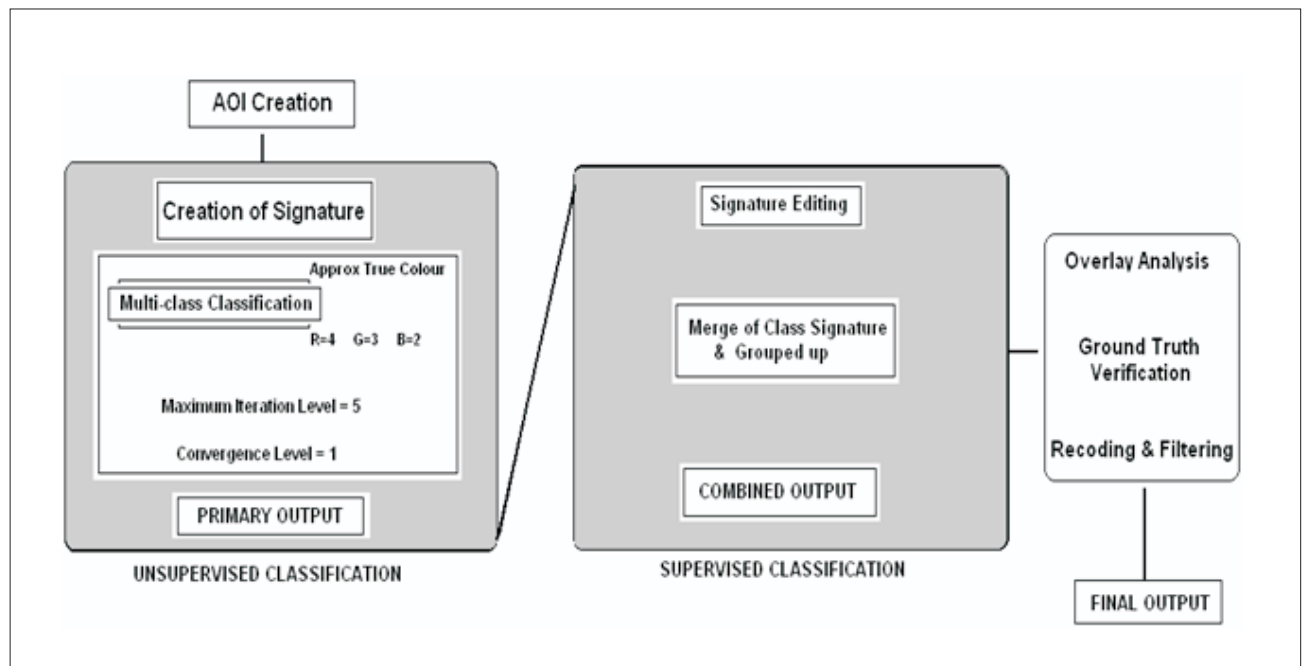 AOI Creation
Creation of Signature
Approx True Colour
Multi-class Classification
R=4 G=3 B=2
Maximum Iteration Level = 5
Convergence Level = 1
PRIMARY OUTPUT
UNSUPERVISED CLASSIFICATION
Signature Editing
Merge of Class Signature
& Grouped up
COMBINED OUTPUT
SUPERVISED CLASSIFICATION
Overlay Analysis
Ground Truth
Verification
Recoding & Filtering
FINAL OUTPUT